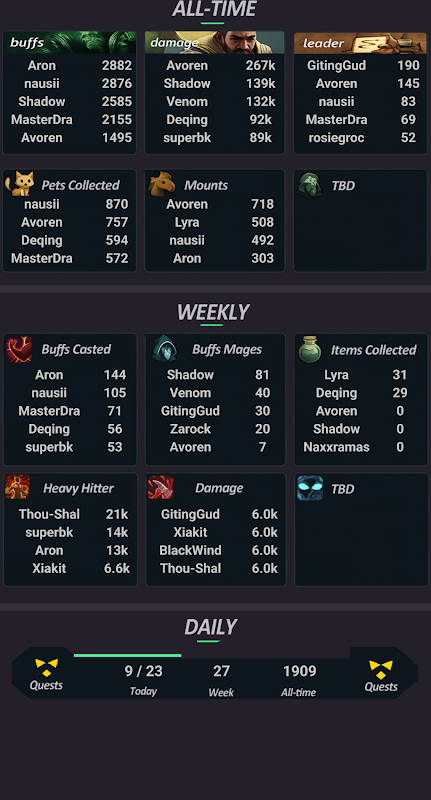 ALL-TIME
buffs
Aron 2882
nausii 2876
Shadow 2585
MasterDra 2155
Avoren 1495
damage
Avoren 267k
Shadow 139k
Venom 132k
Deqing 92k
superbk 89k
leader
GitingGud 190
Avoren 145
nausii 83
MasterDra 69
rosiegroc 52
Pets Collected
nausii 870
Avoren 757
Deqing 594
MasterDra 572
Mounts
Avoren 718
Lyra 508
nausii 492
Aron 303
TBD
WEEKLY
Buffs Casted
Aron 144
nausii 105
MasterDra 71
Deqing 56
superbk 53
Buffs Mages
Shadow 81
Venom 40
GitingGud 30
Zarock 20
Avoren 7
Items Collected
Lyra 31
Deqing 29
Avoren 0
Shadow 0
Naxxramas 0
Heavy Hitter
Thou-Shal 21k
superbk 14k
Aron 13k
Xiakit 6.6k
Damage
GitingGud 6.0k
Xiakit 6.0k
BlackWind 6.0k
Thou-Shal 6.0k
TBD
DAILY
Quests
9 / 23
Today
27
Week
1909
All-time
Quests